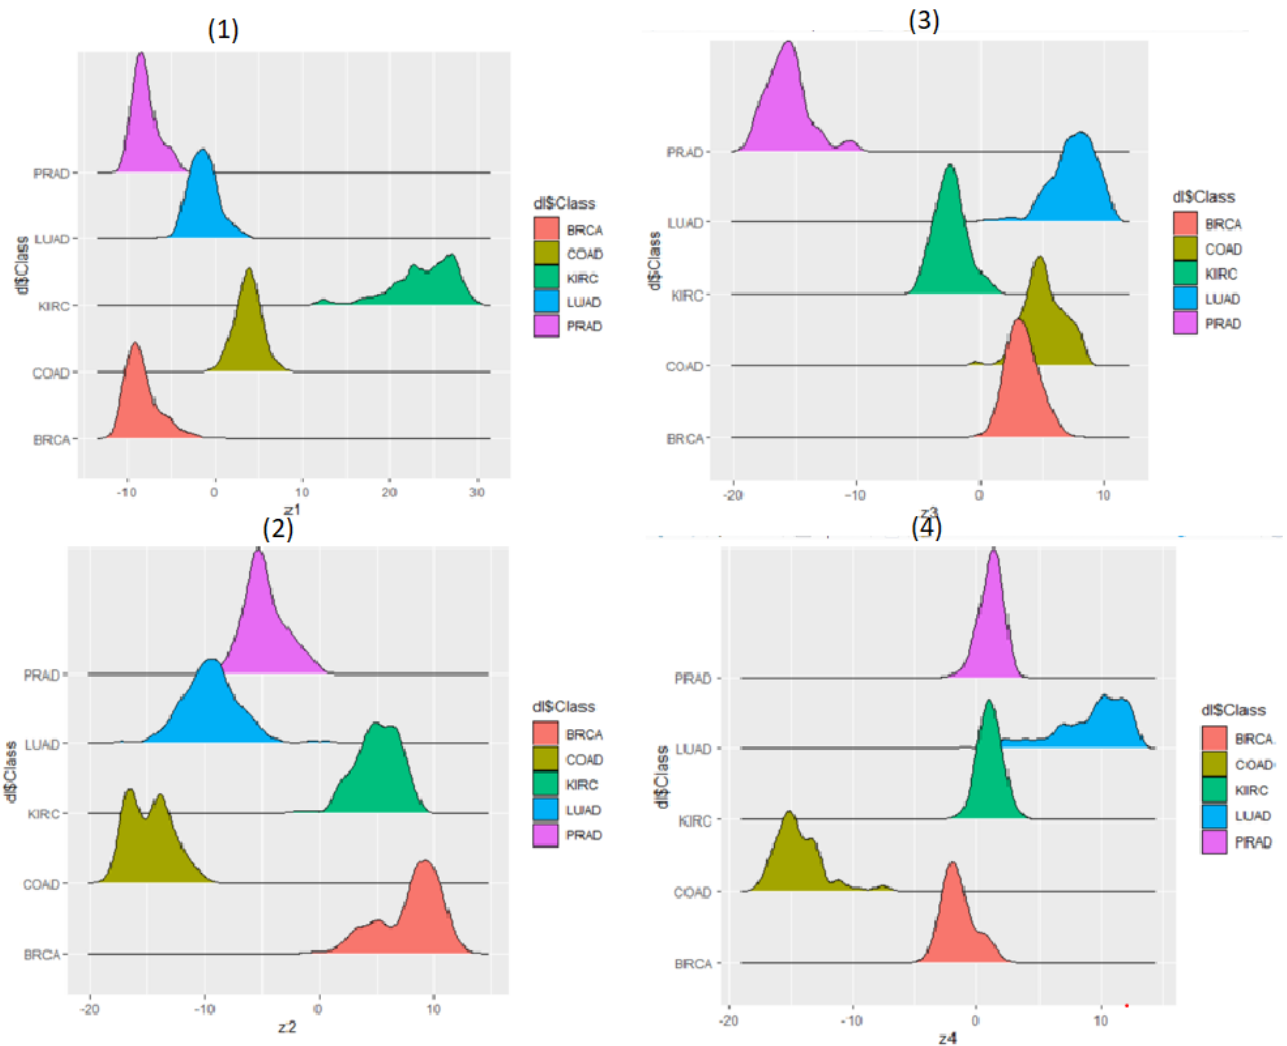 (1)
PRAD
LUAD
KIRC
COAD
BRCA
dl$Class
-10 0 10 20 30
z1
dl$Class
BRCA
COAD
KIRC
LUAD
PRAD
(3)
PRAD
LUAD
KIRC
COAD
BRCA
dl$Class
-20 -10 0 10
z3
dl$Class
BRCA
COAD
KIRC
LUAD
PRAD
(2)
PRAD
LUAD
KIRC
COAD
BRCA
dl$Class
-20 -10 0 10
z2
dl$Class
BRCA
COAD
KIRC
LUAD
PRAD
(4)
PRAD
LUAD
KIRC
COAD
BRCA
dl$Class
-20 -10 0 10
z4
dl$Class
BRCA
COAD
KIRC
LUAD
PRAD